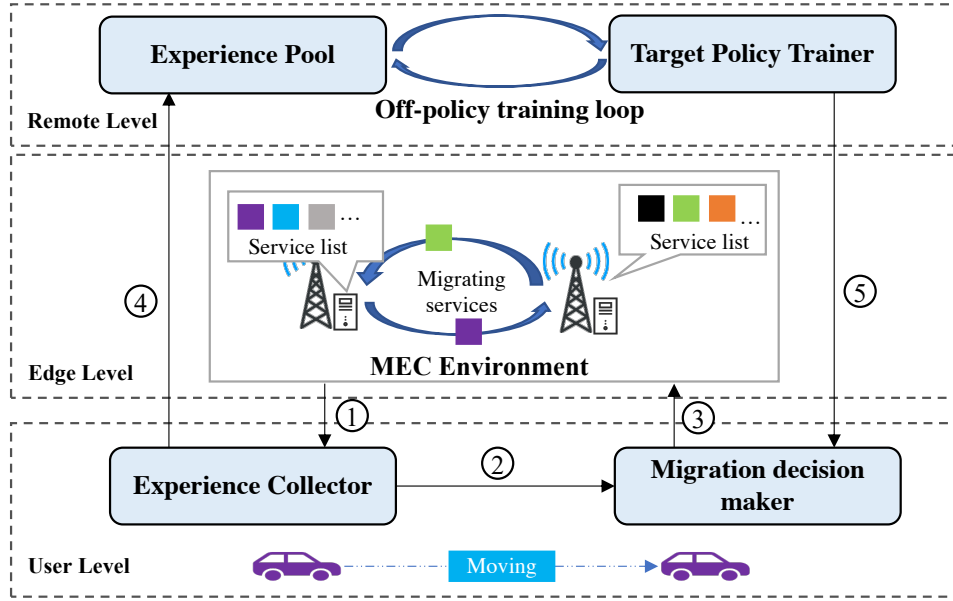 Experience Pool
Target Policy Trainer
Off-policy training loop
Remote Level
...
Service list
...
Service list
Migrating
services
④
⑤
MEC Environment
Edge Level
①
③
②
Experience Collector
Migration decision
maker
Moving
User Level